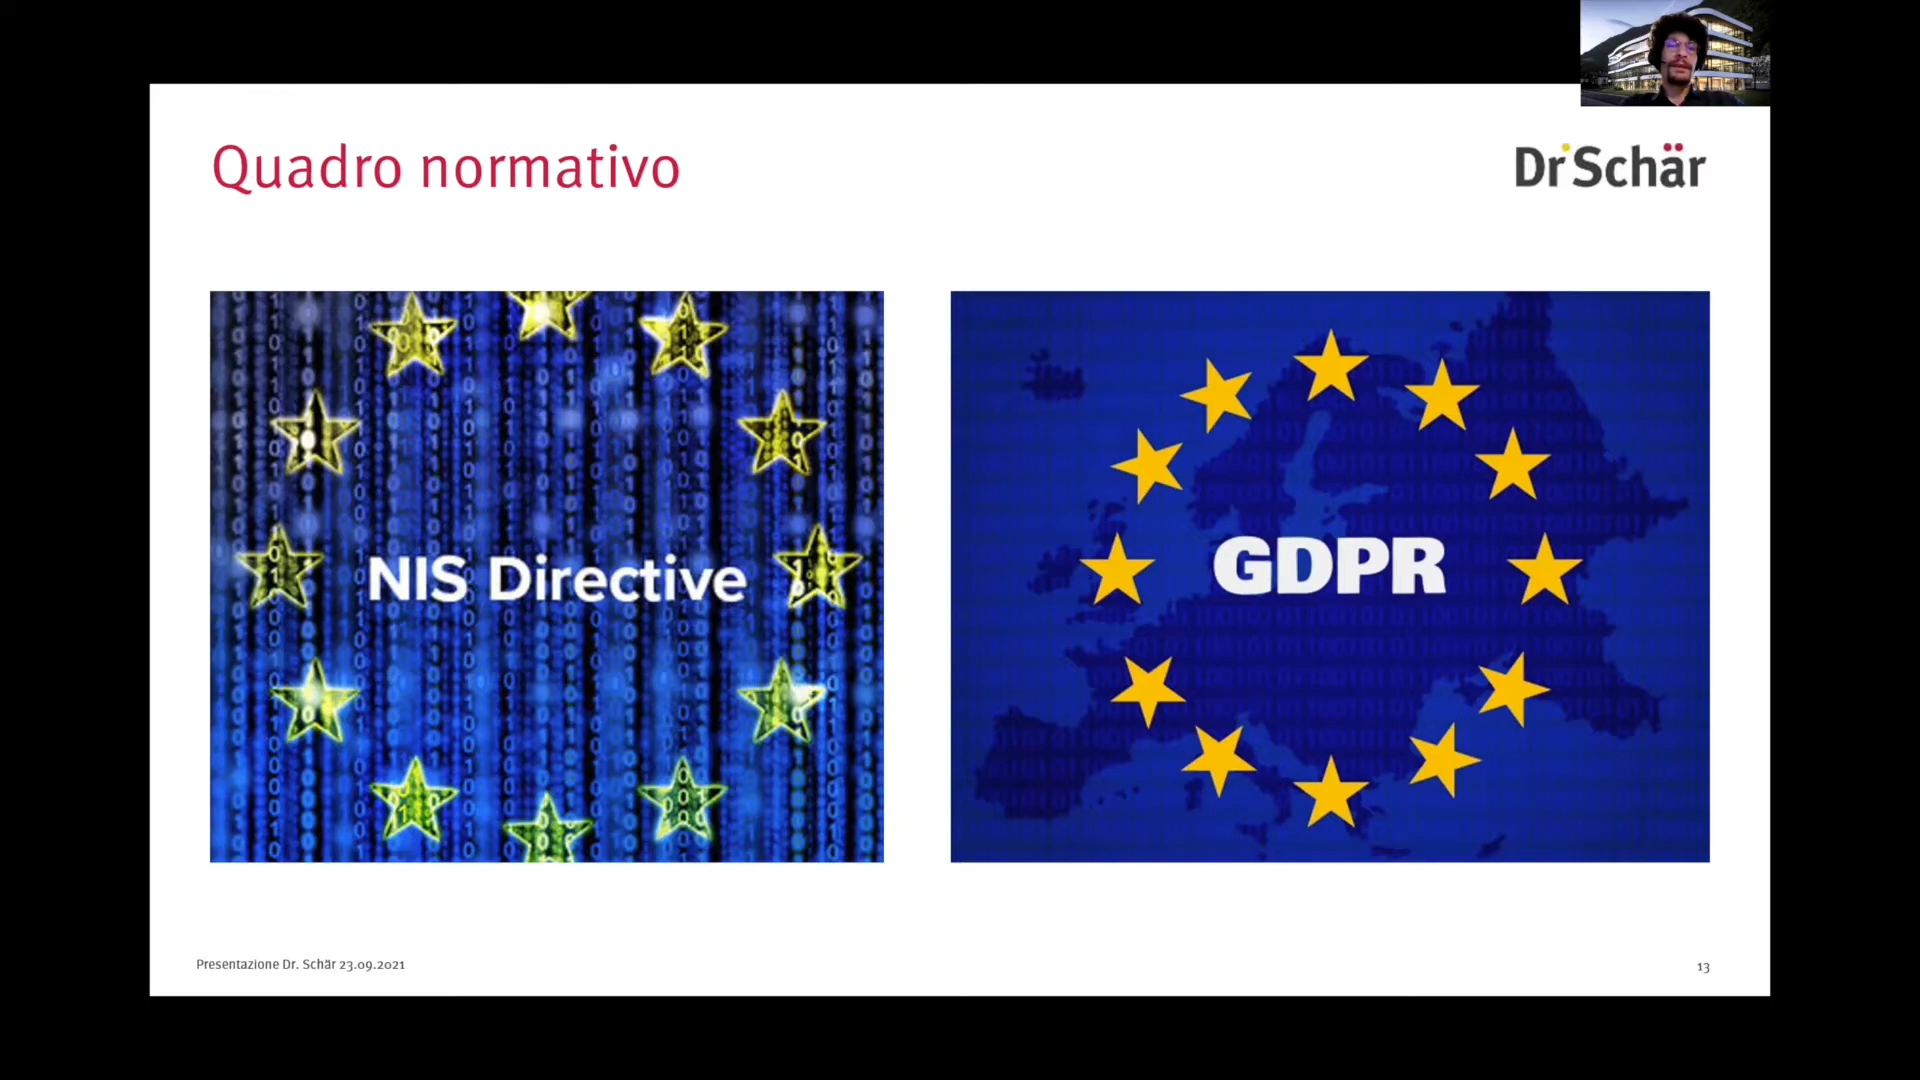 Quadro normativo
Dr Schär
NIS Directive
GDPR
Presentazione Dr. Schär 23.09.2021
13